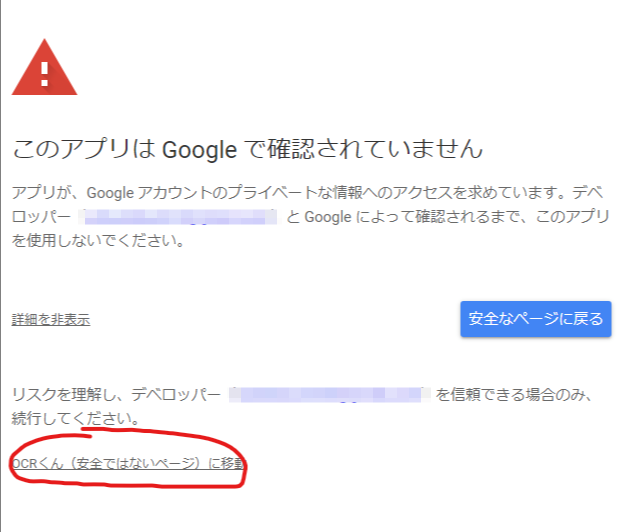 このアプリは Google で確認されていません
アプリが、Google アカウントのプライベートな情報へのアクセスを求めています。デベ
ロッパー と Google によって確認されるまで、このアプリ
を使用しないでください。
詳細を非表示
安全なページに戻る
リスクを理解し、デベロッパー を信頼できる場合のみ、
続行してください。
OCRくん（安全ではないページ）に移動